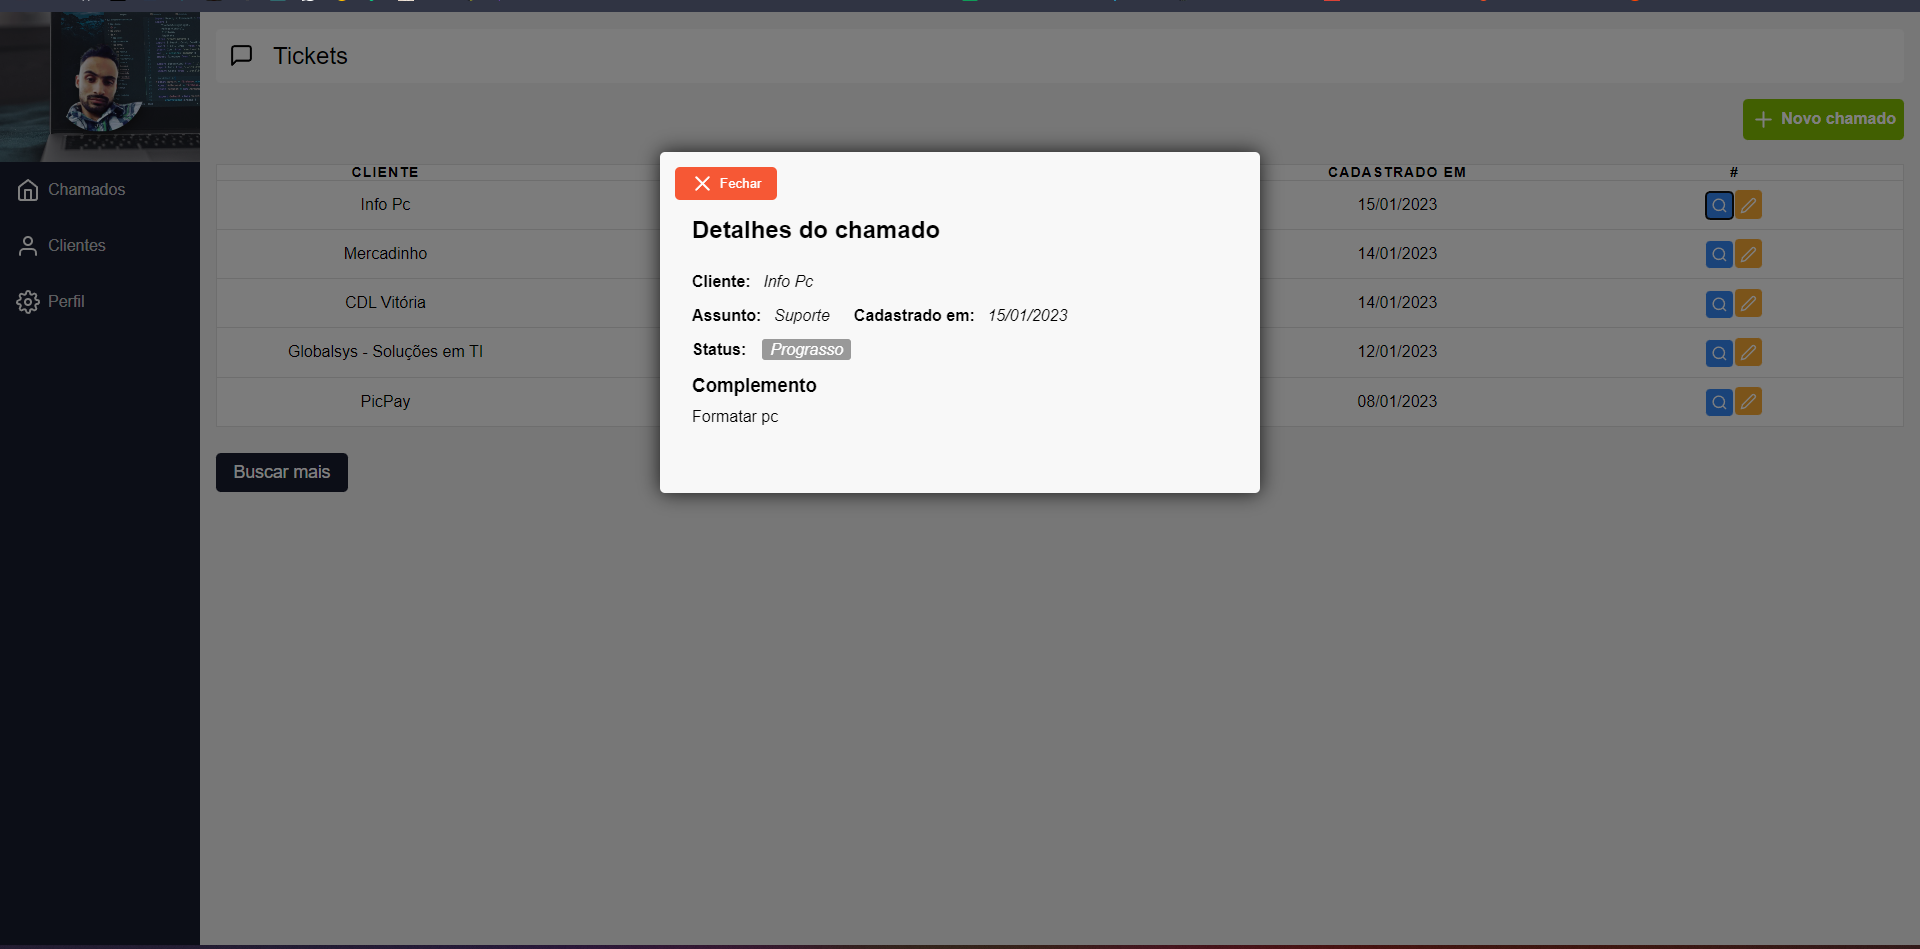 Tickets
Novo chamado
Chamados
Clientes
Perfil
CLIENTE
CADASTRADO EM
#
Info Pc
15/01/2023
Mercadinho
14/01/2023
CDL Vitória
14/01/2023
Globalsys - Soluções em TI
12/01/2023
PicPay
08/01/2023
Buscar mais
Fechar
Detalhes do chamado
Cliente: Info Pc
Assunto: Suporte Cadastrado em: 15/01/2023
Status: Prograsso
Complemento
Formatar pc